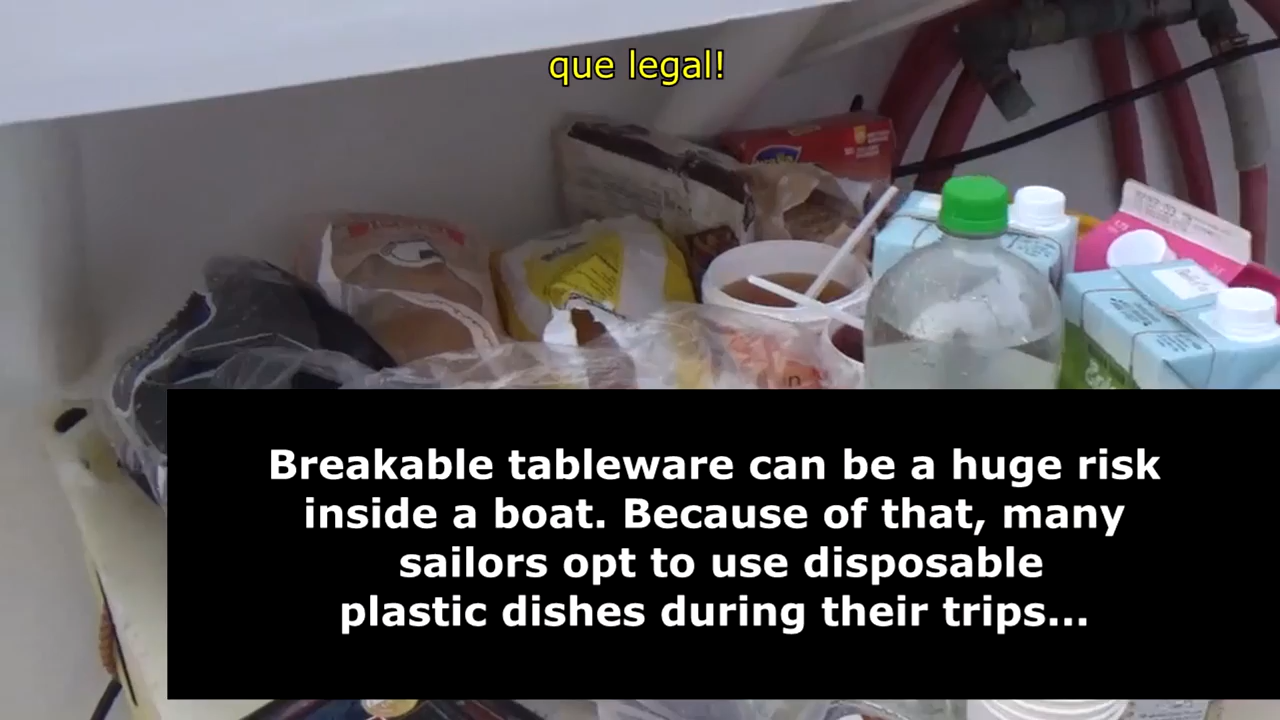 que legal!
Breakable tableware can be a huge risk
inside a boat. Because of that, many
sailors opt to use disposable
plastic dishes during their trips...